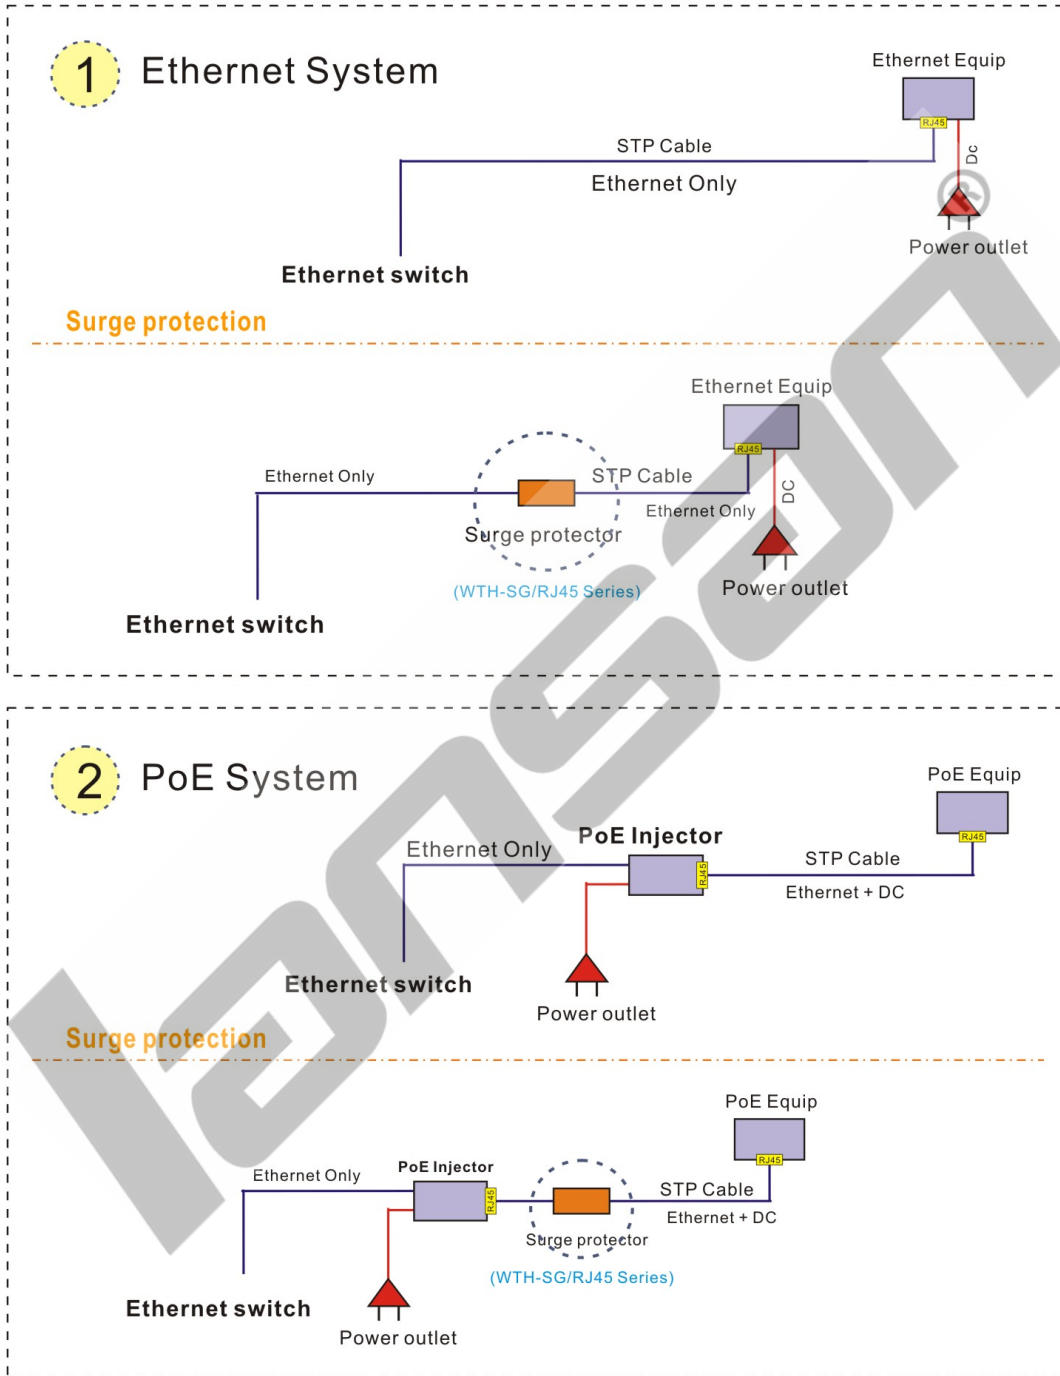 1 Ethernet System
Ethernet Equip
RJ45
STP Cable
Dc
Ethernet Only
®
Power outlet
Ethernet switch
Surge protection
Ethernet Equip
RJ45
Ethernet Only
STP Cable
DC
Ethernet Only
Surge protector
Power outlet
(WTH-SG/RJ45 Series)
Ethernet switch
lansan
2 PoE System
PoE Equip
RJ45
PoE Injector
Ethernet Only
RJ45
STP Cable
Ethernet + DC
Ethernet switch
Power outlet
Surge protection
PoE Equip
RJ45
PoE Injector
Ethernet Only
RJ45
STP Cable
Ethernet + DC
Surge protector
(WTH-SG/RJ45 Series)
Ethernet switch
Power outlet